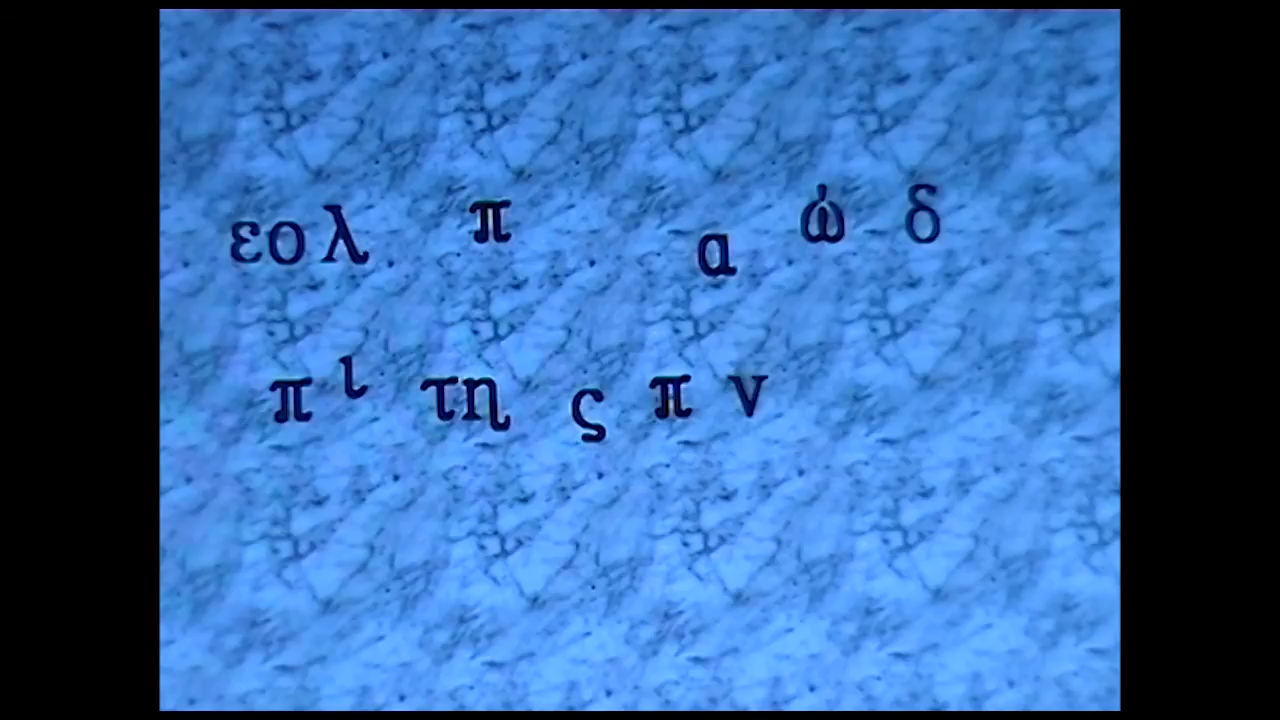 εολ π α ώ δ
π ι τη ς π ν